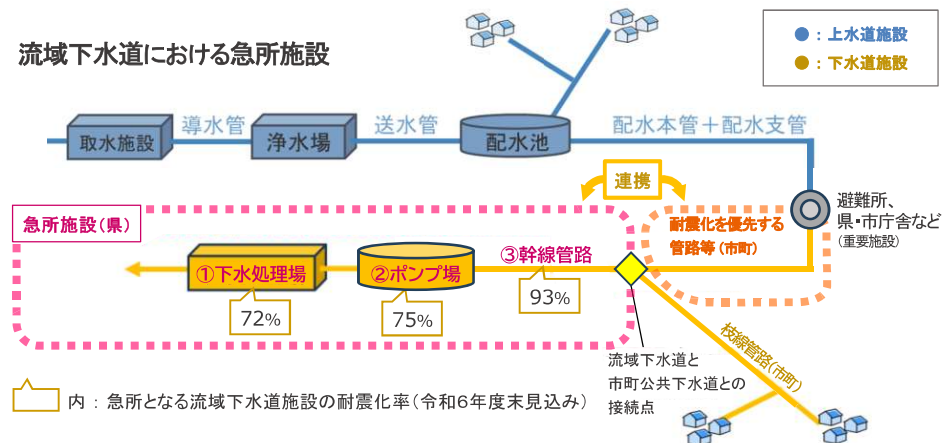 流域下水道における急所施設
●：上水道施設
●：下水道施設
取水施設
導水管
浄水場
送水管
配水池
配水本管＋配水支管
連携
避難所、
県・市庁舎など
(重要施設)
急所施設(県)
耐震化を優先する
管路等(市町)
①下水処理場
②ポンプ場
③幹線管路
72%
75%
93%
流域下水道と
市町公共下水道との
接続点
枝線管路(市町)
内：急所となる流域下水道施設の耐震化率(令和6年度末見込み)